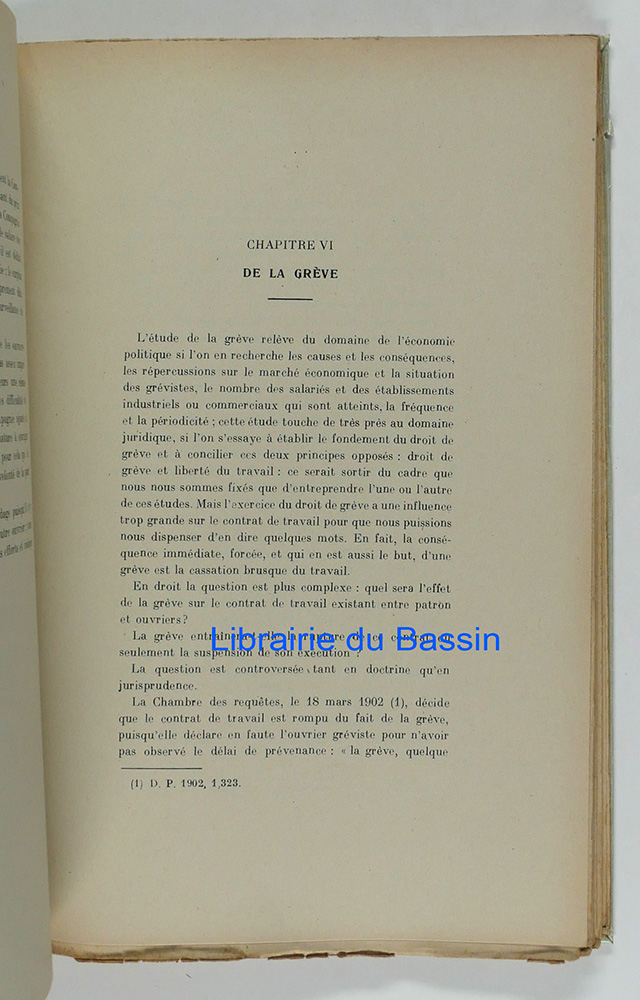 CHAPITRE VI
DE LA GRÈVE
L'étude de la grève relève du domaine de l'économie
politique si l'on en recherche les causes et les conséquences,
les répercussions sur le marché économique et la situation
des grévistes, le nombre des salariés et des établissements
industriels ou commerciaux qui sont atteints, la fréquence
et la périodicité ; cette étude touche de très près au domaine
juridique, si l'on s'essaye à établir le fondement du droit de
grève et à concilier ces deux principes opposés : droit de
grève et liberté du travail : ce serait sortir du cadre que
nous nous sommes fixés que d'entreprendre l'une ou l'autre
de ces études. Mais l'exercice du droit de grève a une influence
trop grande sur le contrat de travail pour que nous puissions
nous dispenser d'en dire quelques mots. En fait, la consé-
quence immédiate, forcée, et qui en est aussi le but, d'une
grève est la cassation brusque du travail.
En droit la question est plus complexe : quel sera l'effet
de la grève sur le contrat de travail existant entre patron
et ouvriers?
La grève entraîne-t-elle la rupture de ce contrat ou
seulement la suspension de son exécution ?
Librairie du Bassin
La question est controversée tant en doctrine qu'en
jurisprudence.
La Chambre des requêtes, le 18 mars 1902 (1), décide
que le contrat de travail est rompu du fait de la grève,
puisqu'elle déclare en faute l'ouvrier gréviste pour n'avoir
pas observé le délai de prévenance : « la grève, quelque
(1) D. P. 1902, 1,323.